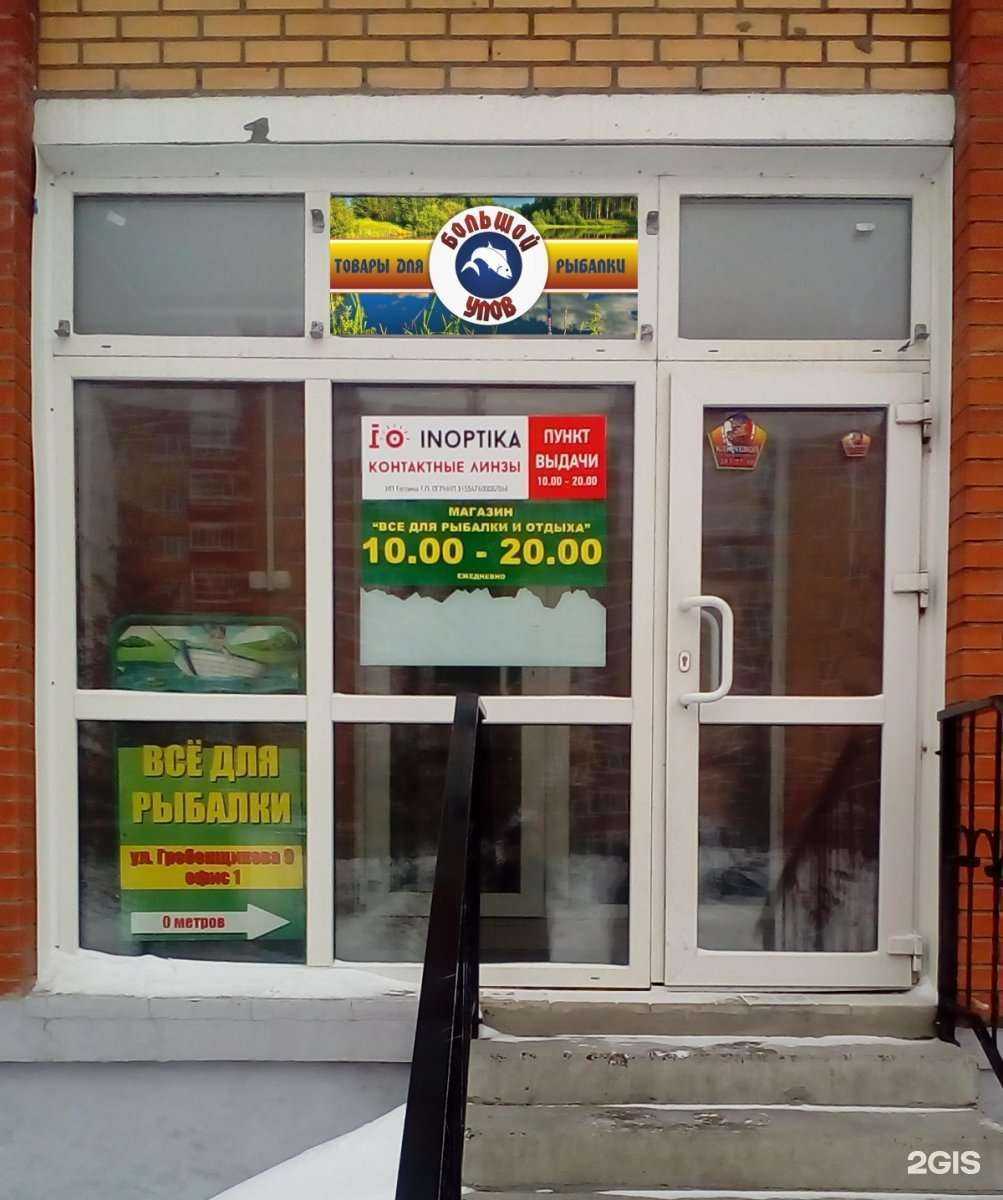 БОЛЬШОЙ
ТОВАРЫ ДЛЯ
РЫБАЛКИ
УЛОВ
INOPTIKA
КОНТАКТНЫЕ ЛИНЗЫ
ПУНКТ
ВЫДАЧИ
10.00 - 20.00
МАГАЗИН
"ВСЕ ДЛЯ РЫБАЛКИ И ОТДЫХА"
10.00 - 20.00
ЕЖЕДНЕВНО
ВСЁ ДЛЯ
РЫБАЛКИ
ул. Гребенщикова 9
офис 1
0 метров
2GIS